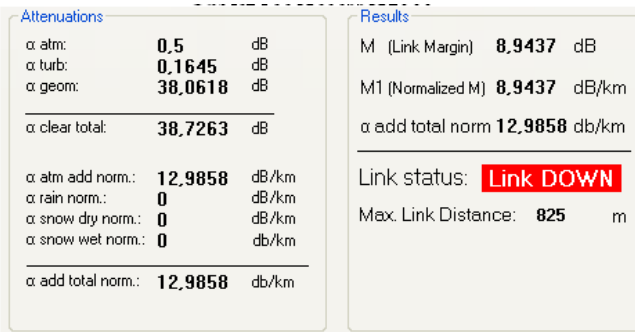 Attenuations
α atm: 0,5 dB
α turb: 0,1645 dB
α geom: 38,0618 dB
α clear total: 38,7263 dB
α atm add norm.: 12,9858 dB/km
α rain norm.: 0 dB/km
α snow dry norm.: 0 dB/km
α snow wet norm.: 0 db/km
α add total norm.: 12,9858 db/km
Results
M (Link Margin) 8,9437 dB
M1 (Normalized M) 8,9437 dB/km
α add total norm 12,9858 db/km
Link status: Link DOWN
Max. Link Distance: 825 m